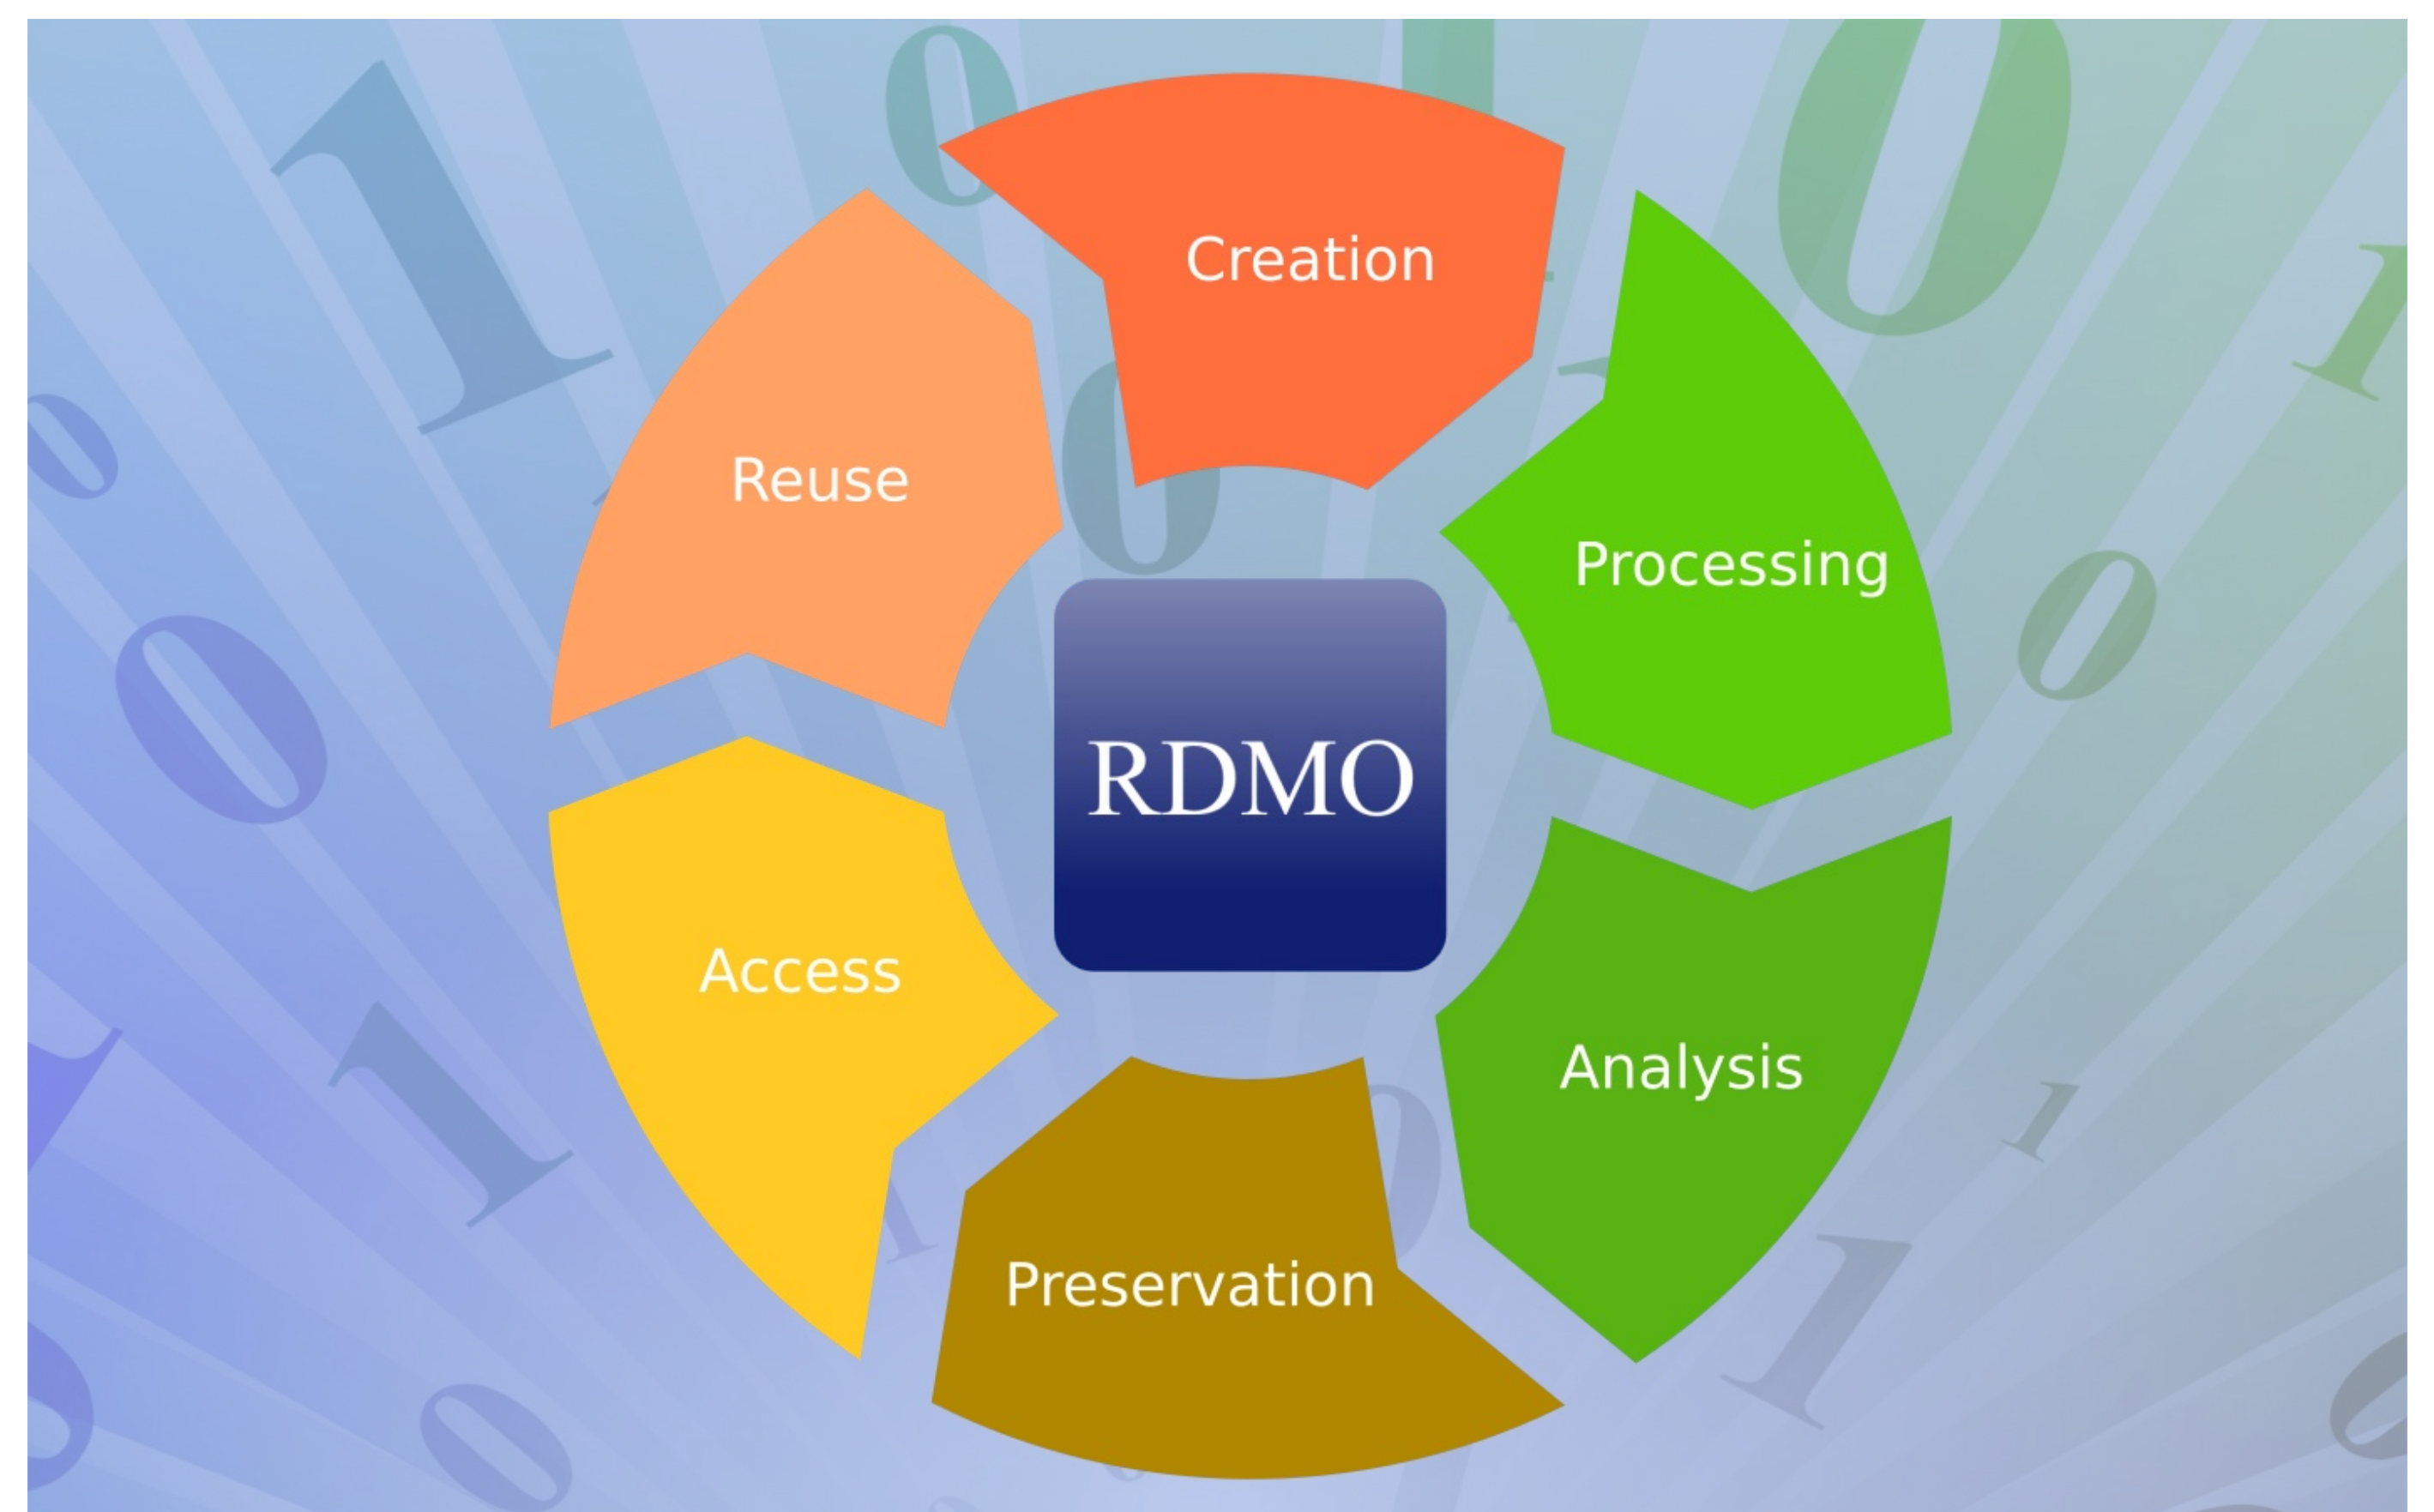 Creation
Processing
Analysis
Preservation
Access
Reuse
RDMO